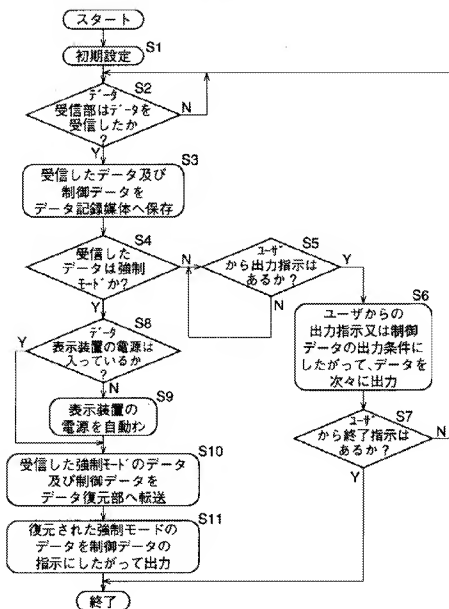 スタート
S1
初期設定
S2
データ
受信部はデータを
受信したか
?
N
Y
S3
受信したデータ及び
制御データを
データ記録媒体へ保存
S4
受信した
データは強制
モードか?
N
Y
S5
ユーザ
から出力指示は
あるか?
Y
N
S6
ユーザからの
出力指示又は制御
データの出力条件に
したがって、データを
次々に出力
S7
ユーザ
から終了指示は
あるか?
N
Y
S8
データ
表示装置の電源は
入っているか
?
Y
N
S9
表示装置の
電源を自動オン
S10
受信した強制モードのデータ
及び制御データを
データ復元部へ転送
S11
復元された強制モードの
データを制御データの
指示にしたがって出力
終了